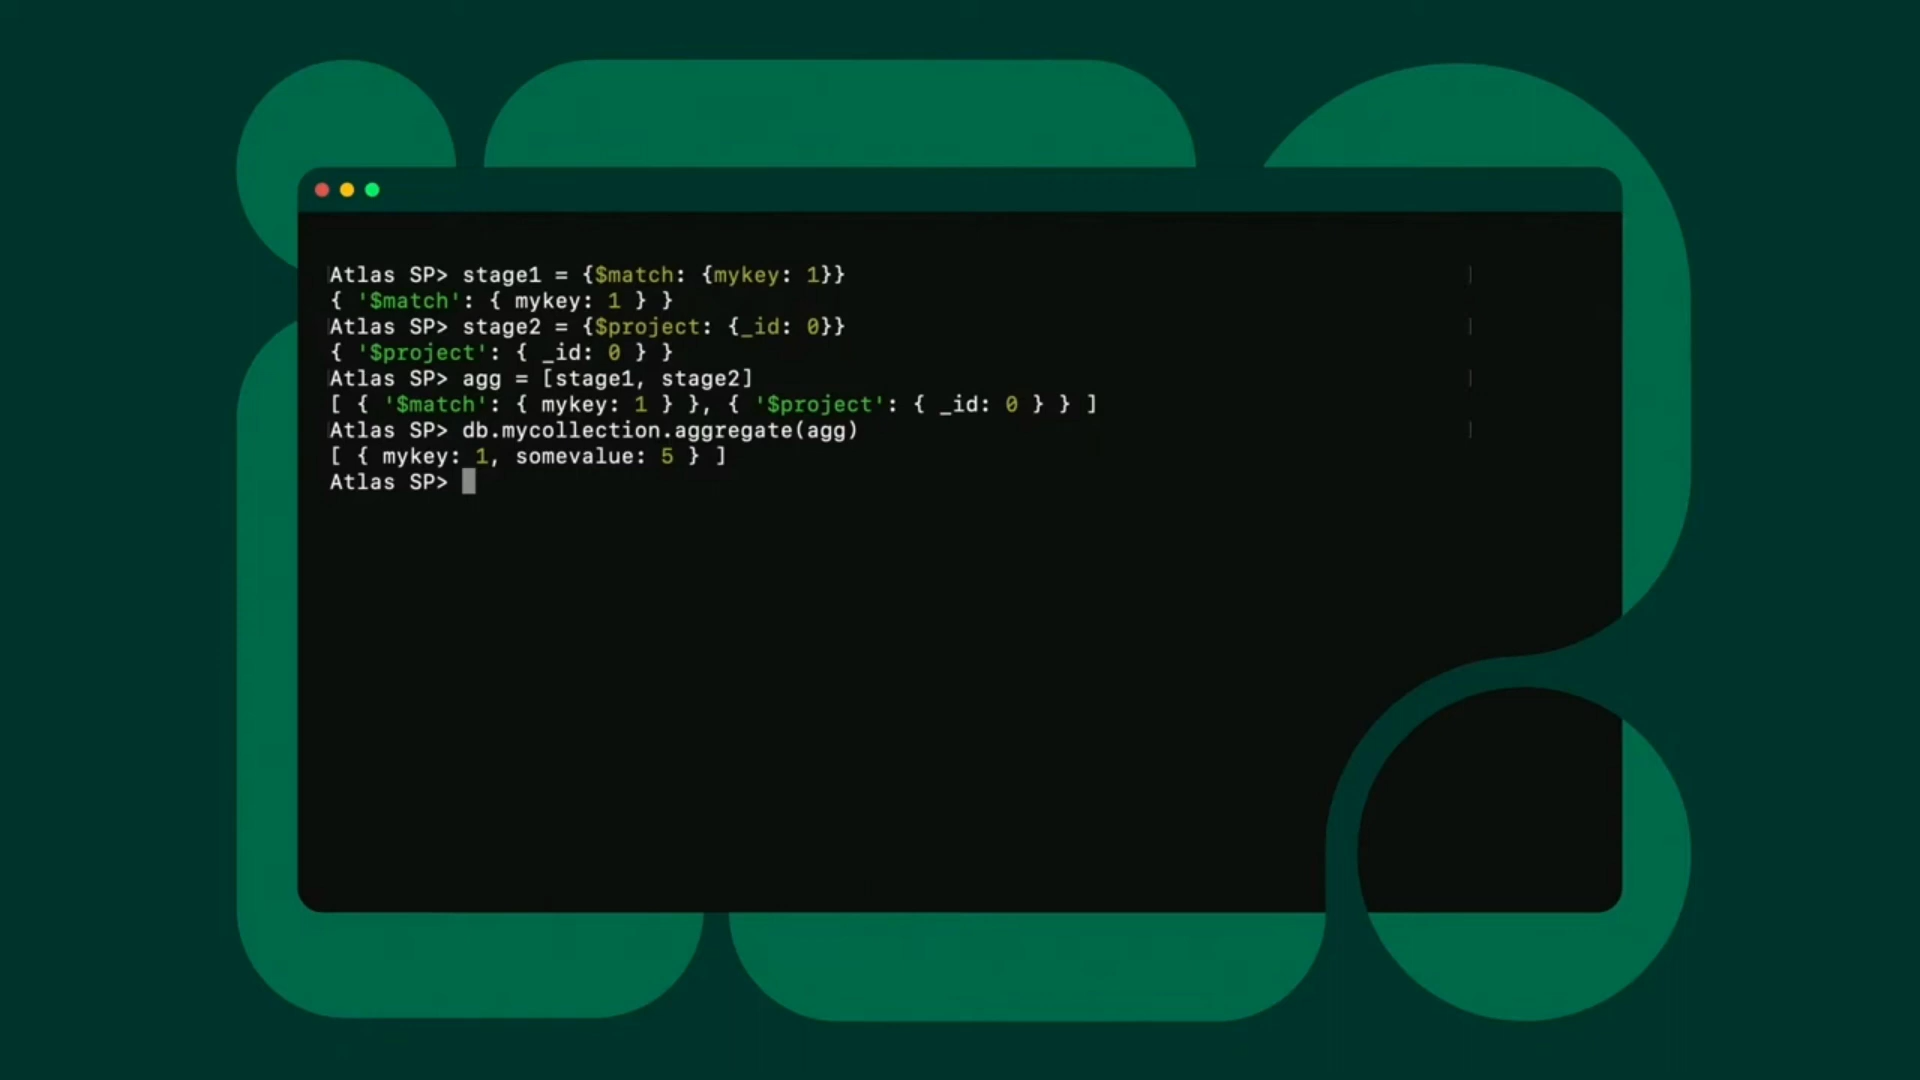 Atlas SP> stage1 = {$match: {mykey: 1}}
{ '$match': { mykey: 1 } }
Atlas SP> stage2 = {$project: {_id: 0}}
{ '$project': { _id: 0 } }
Atlas SP> agg = [stage1, stage2]
[ { '$match': { mykey: 1 } }, { '$project': { _id: 0 } } ]
Atlas SP> db.mycollection.aggregate(agg)
[ { mykey: 1, somevalue: 5 } ]
Atlas SP>